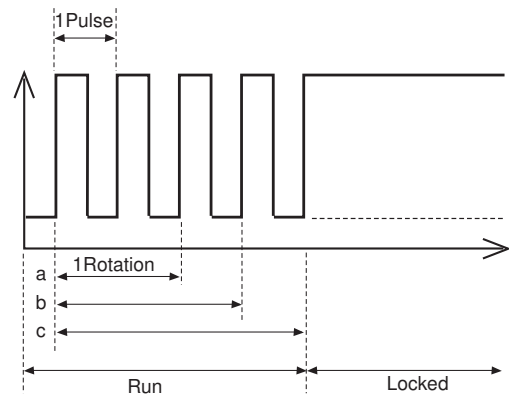 1Pulse
a
1Rotation
b
c
Run
Locked